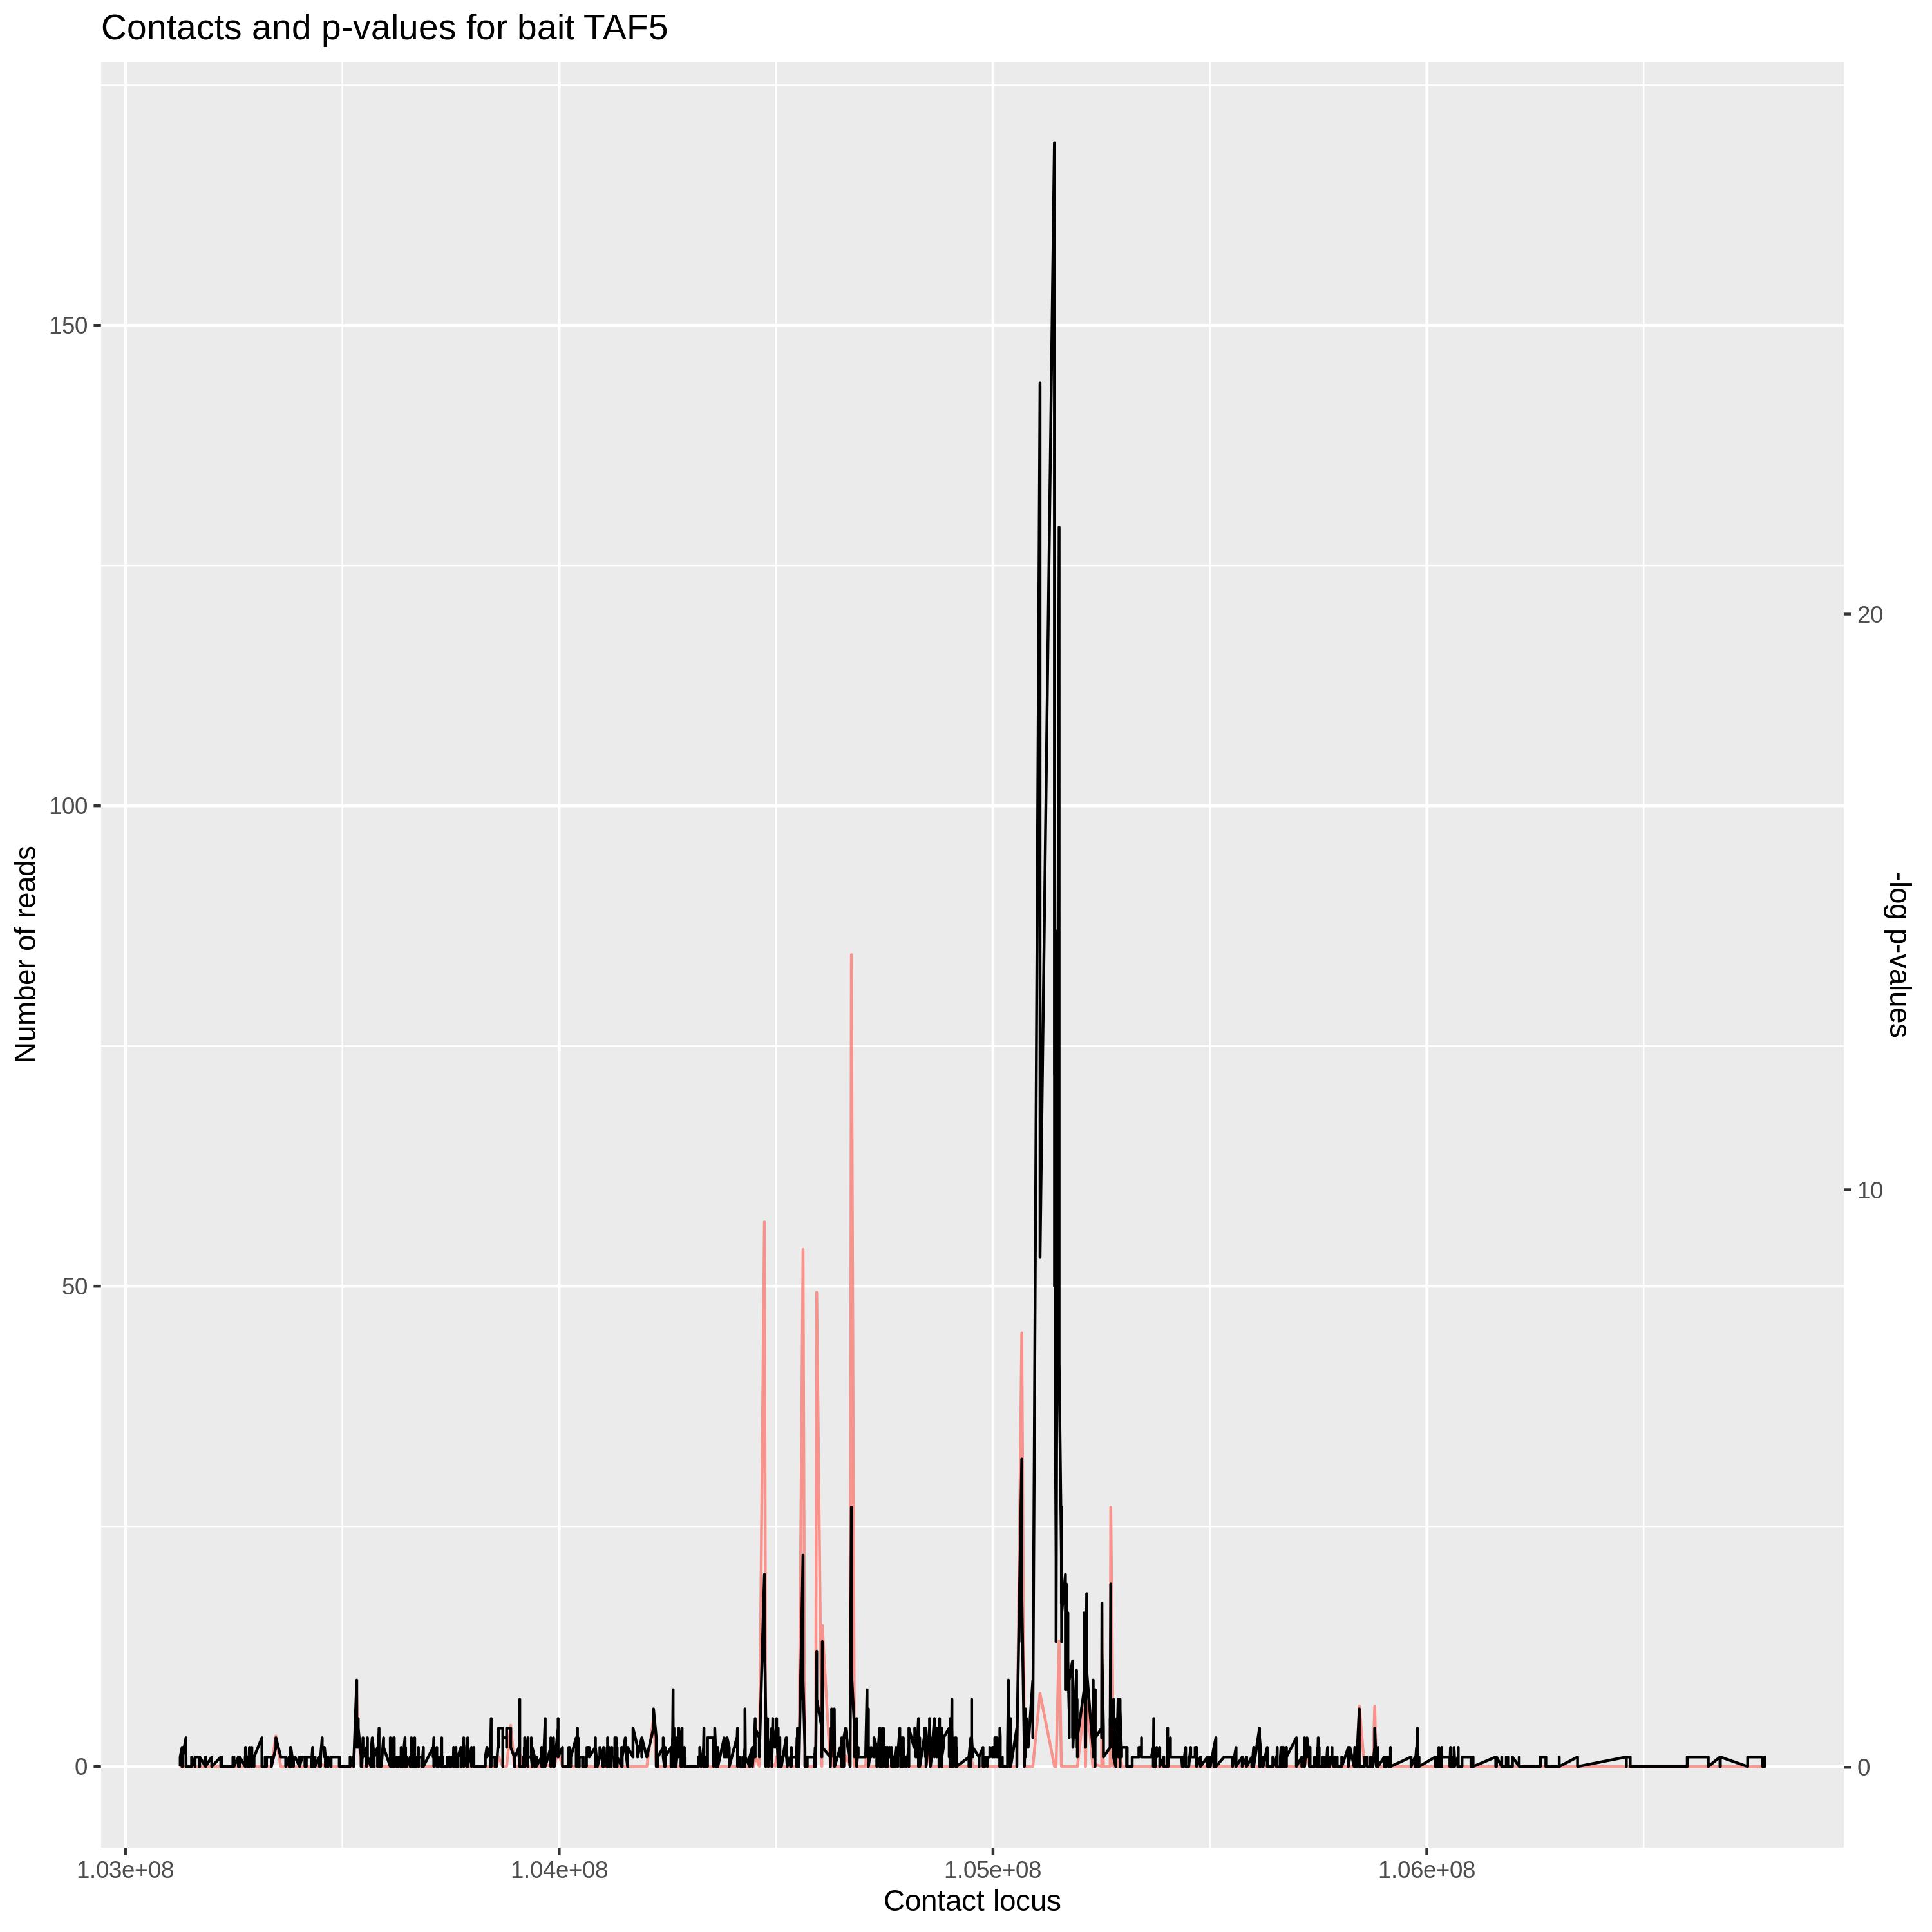 Contacts and p-values for bait TAF5
150
100
50
0
Number of reads
20
10
0
-log p-values
1.03e+08
1.04e+08
1.05e+08
1.06e+08
Contact locus